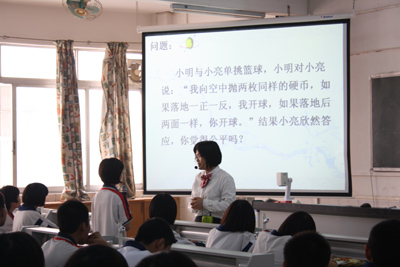 问题：
小明与小亮单挑篮球，小明对小亮
说：“我向空中抛两枚同样的硬币，如
果落地后一正一反，我开球，如果落地后
两面一样，你开球。”结果小亮欣然答
应，你觉得公平吗？